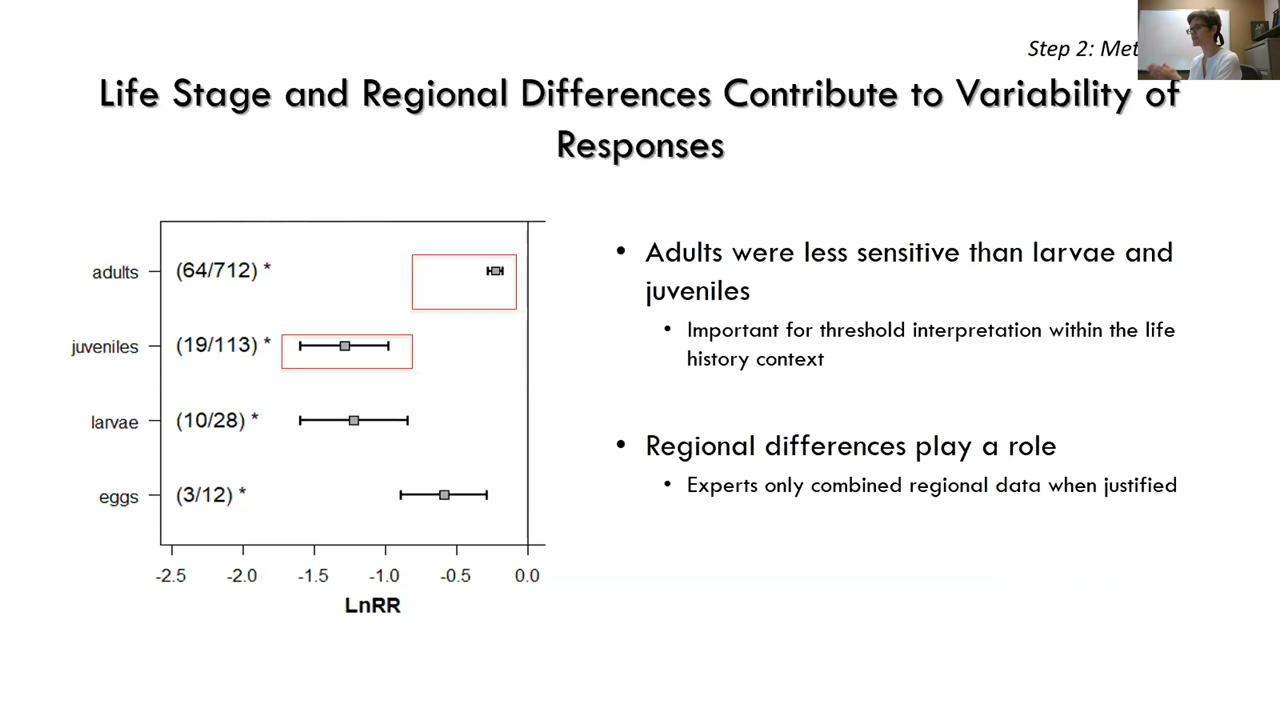 Step 2: Met
Life Stage and Regional Differences Contribute to Variability of
Responses
adults (64/712) *
juveniles (19/113) *
larvae (10/28) *
eggs (3/12) *
-2.5 -2.0 -1.5 -1.0 -0.5 0.0
LnRR
• Adults were less sensitive than larvae and
juveniles
• Important for threshold interpretation within the life
history context
• Regional differences play a role
• Experts only combined regional data when justified